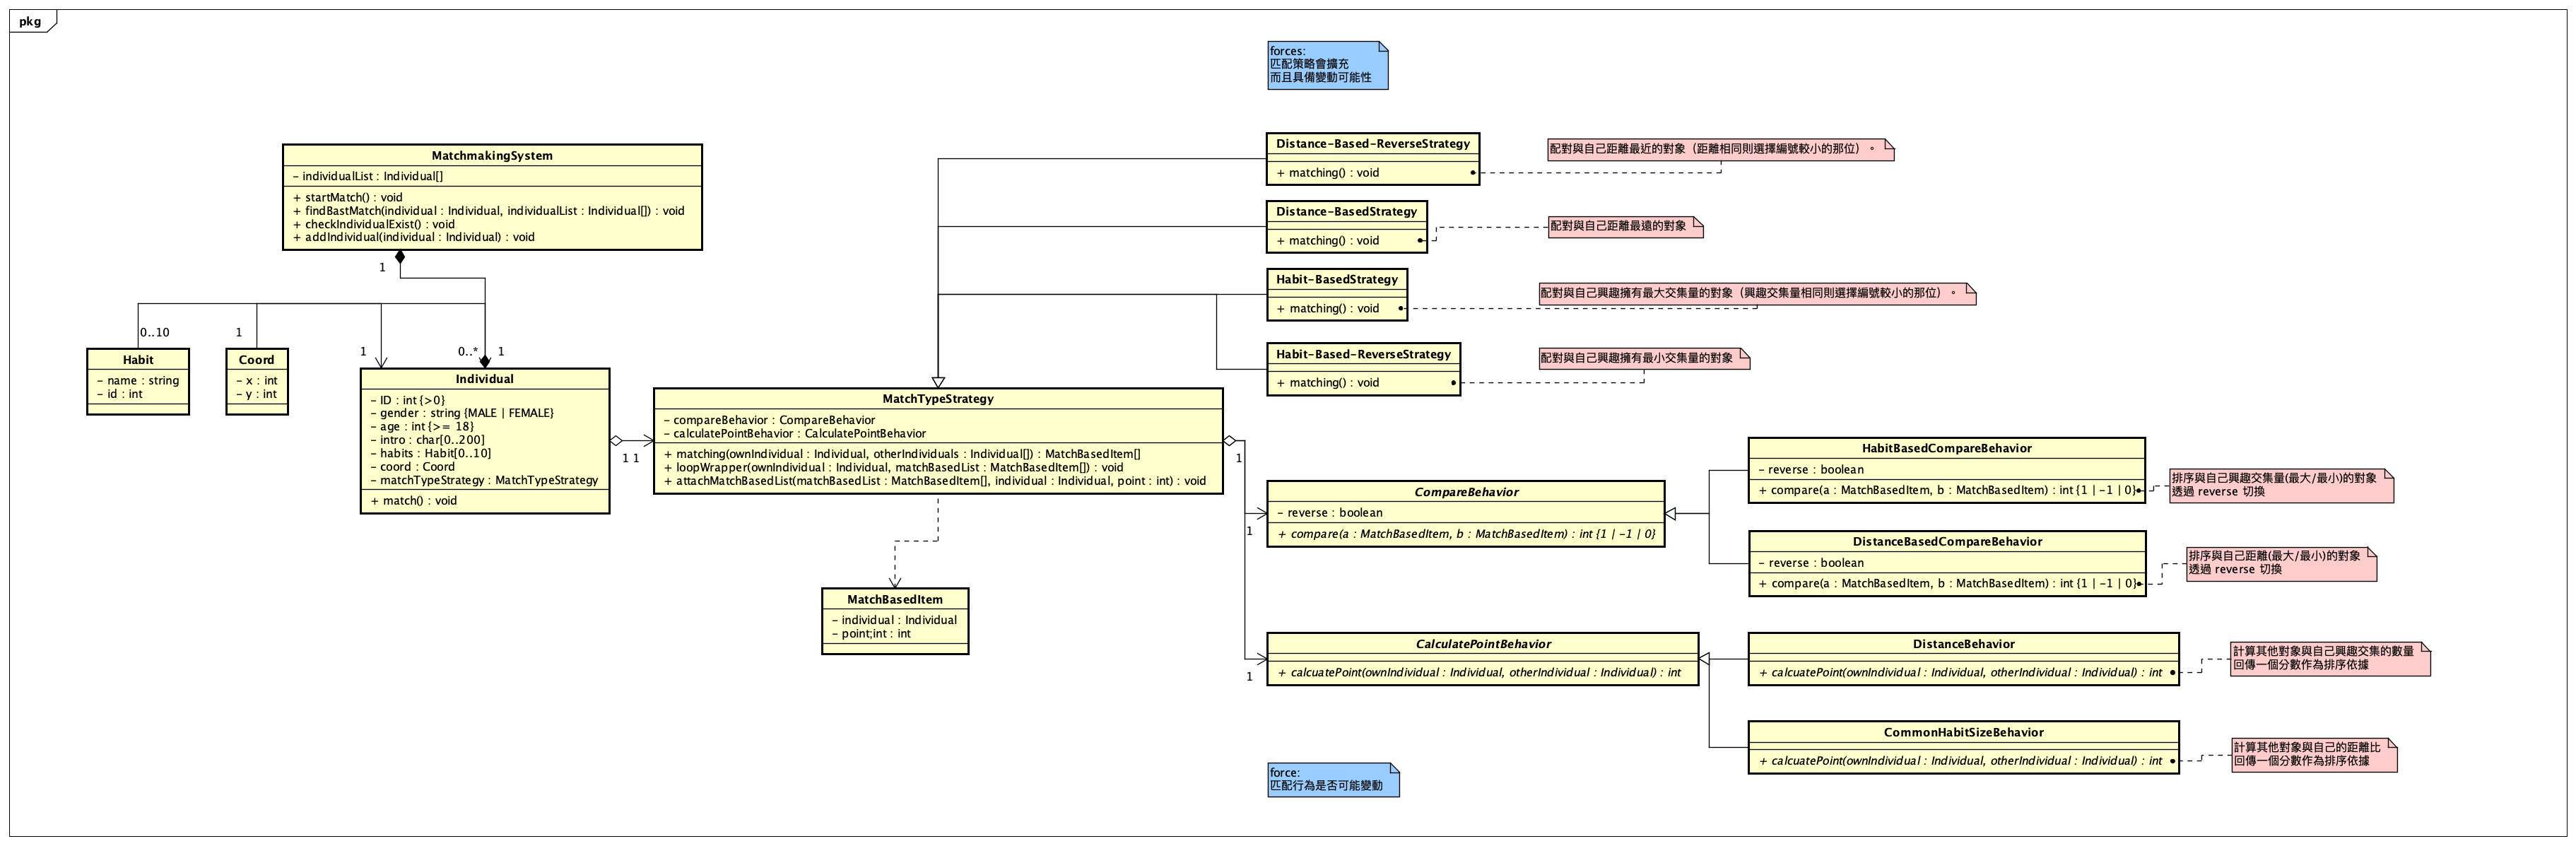 pkg
forces:
匹配策略會擴充
而且具備變動可能性
MatchmakingSystem
− individualList : Individual[]
+ startMatch() : void
+ findBastMatch(individual : Individual, individualList : Individual[]) : void
+ checkIndividualExist() : void
+ addIndividual(individual : Individual) : void
1
Distance-Based-ReverseStrategy
+ matching() : void
配對與自己距離最近的對象（距離相同則選擇編號較小的那位）。
Distance-BasedStrategy
+ matching() : void
配對與自己距離最遠的對象
Habit-BasedStrategy
+ matching() : void
配對與自己興趣擁有最大交集量的對象（興趣交集量相同則選擇編號較小的那位）。
Habit-Based-ReverseStrategy
+ matching() : void
配對與自己興趣擁有最小交集量的對象
0..10
1
1
0..*
1
Habit
− name : string
− id : int
Coord
− x : int
− y : int
Individual
− ID : int {>0}
− gender : string {MALE | FEMALE}
− age : int {>= 18}
− intro : char[0..200]
− habits : Habit[0..10]
− coord : Coord
− matchTypeStrategy : MatchTypeStrategy
+ match() : void
1 1
MatchTypeStrategy
− compareBehavior : CompareBehavior
− calculatePointBehavior : CalculatePointBehavior
+ matching(ownIndividual : Individual, otherIndividuals : Individual[]) : MatchBasedItem[]
+ loopWrapper(ownIndividual : Individual, matchBasedList : MatchBasedItem[]) : void
+ attachMatchBasedList(matchBasedList : MatchBasedItem[], individual : Individual, point : int) : void
1
1
1
MatchBasedItem
− individual : Individual
− point;int : int
CompareBehavior
− reverse : boolean
+ compare(a : MatchBasedItem, b : MatchBasedItem) : int {1 | −1 | 0}
HabitBasedCompareBehavior
− reverse : boolean
+ compare(a : MatchBasedItem, b : MatchBasedItem) : int {1 | −1 | 0}
排序與自己興趣交集量(最大/最小)的對象
透過 reverse 切換
DistanceBasedCompareBehavior
− reverse : boolean
+ compare(a : MatchBasedItem, b : MatchBasedItem) : int {1 | −1 | 0}
排序與自己距離(最大/最小)的對象
透過 reverse 切換
CalculatePointBehavior
+ calcuatePoint(ownIndividual : Individual, otherIndividual : Individual) : int
DistanceBehavior
+ calcuatePoint(ownIndividual : Individual, otherIndividual : Individual) : int
計算其他對象與自己興趣交集的數量
回傳一個分數作為排序依據
CommonHabitSizeBehavior
+ calcuatePoint(ownIndividual : Individual, otherIndividual : Individual) : int
計算其他對象與自己的距離比
回傳一個分數作為排序依據
force:
匹配行為是否可能變動